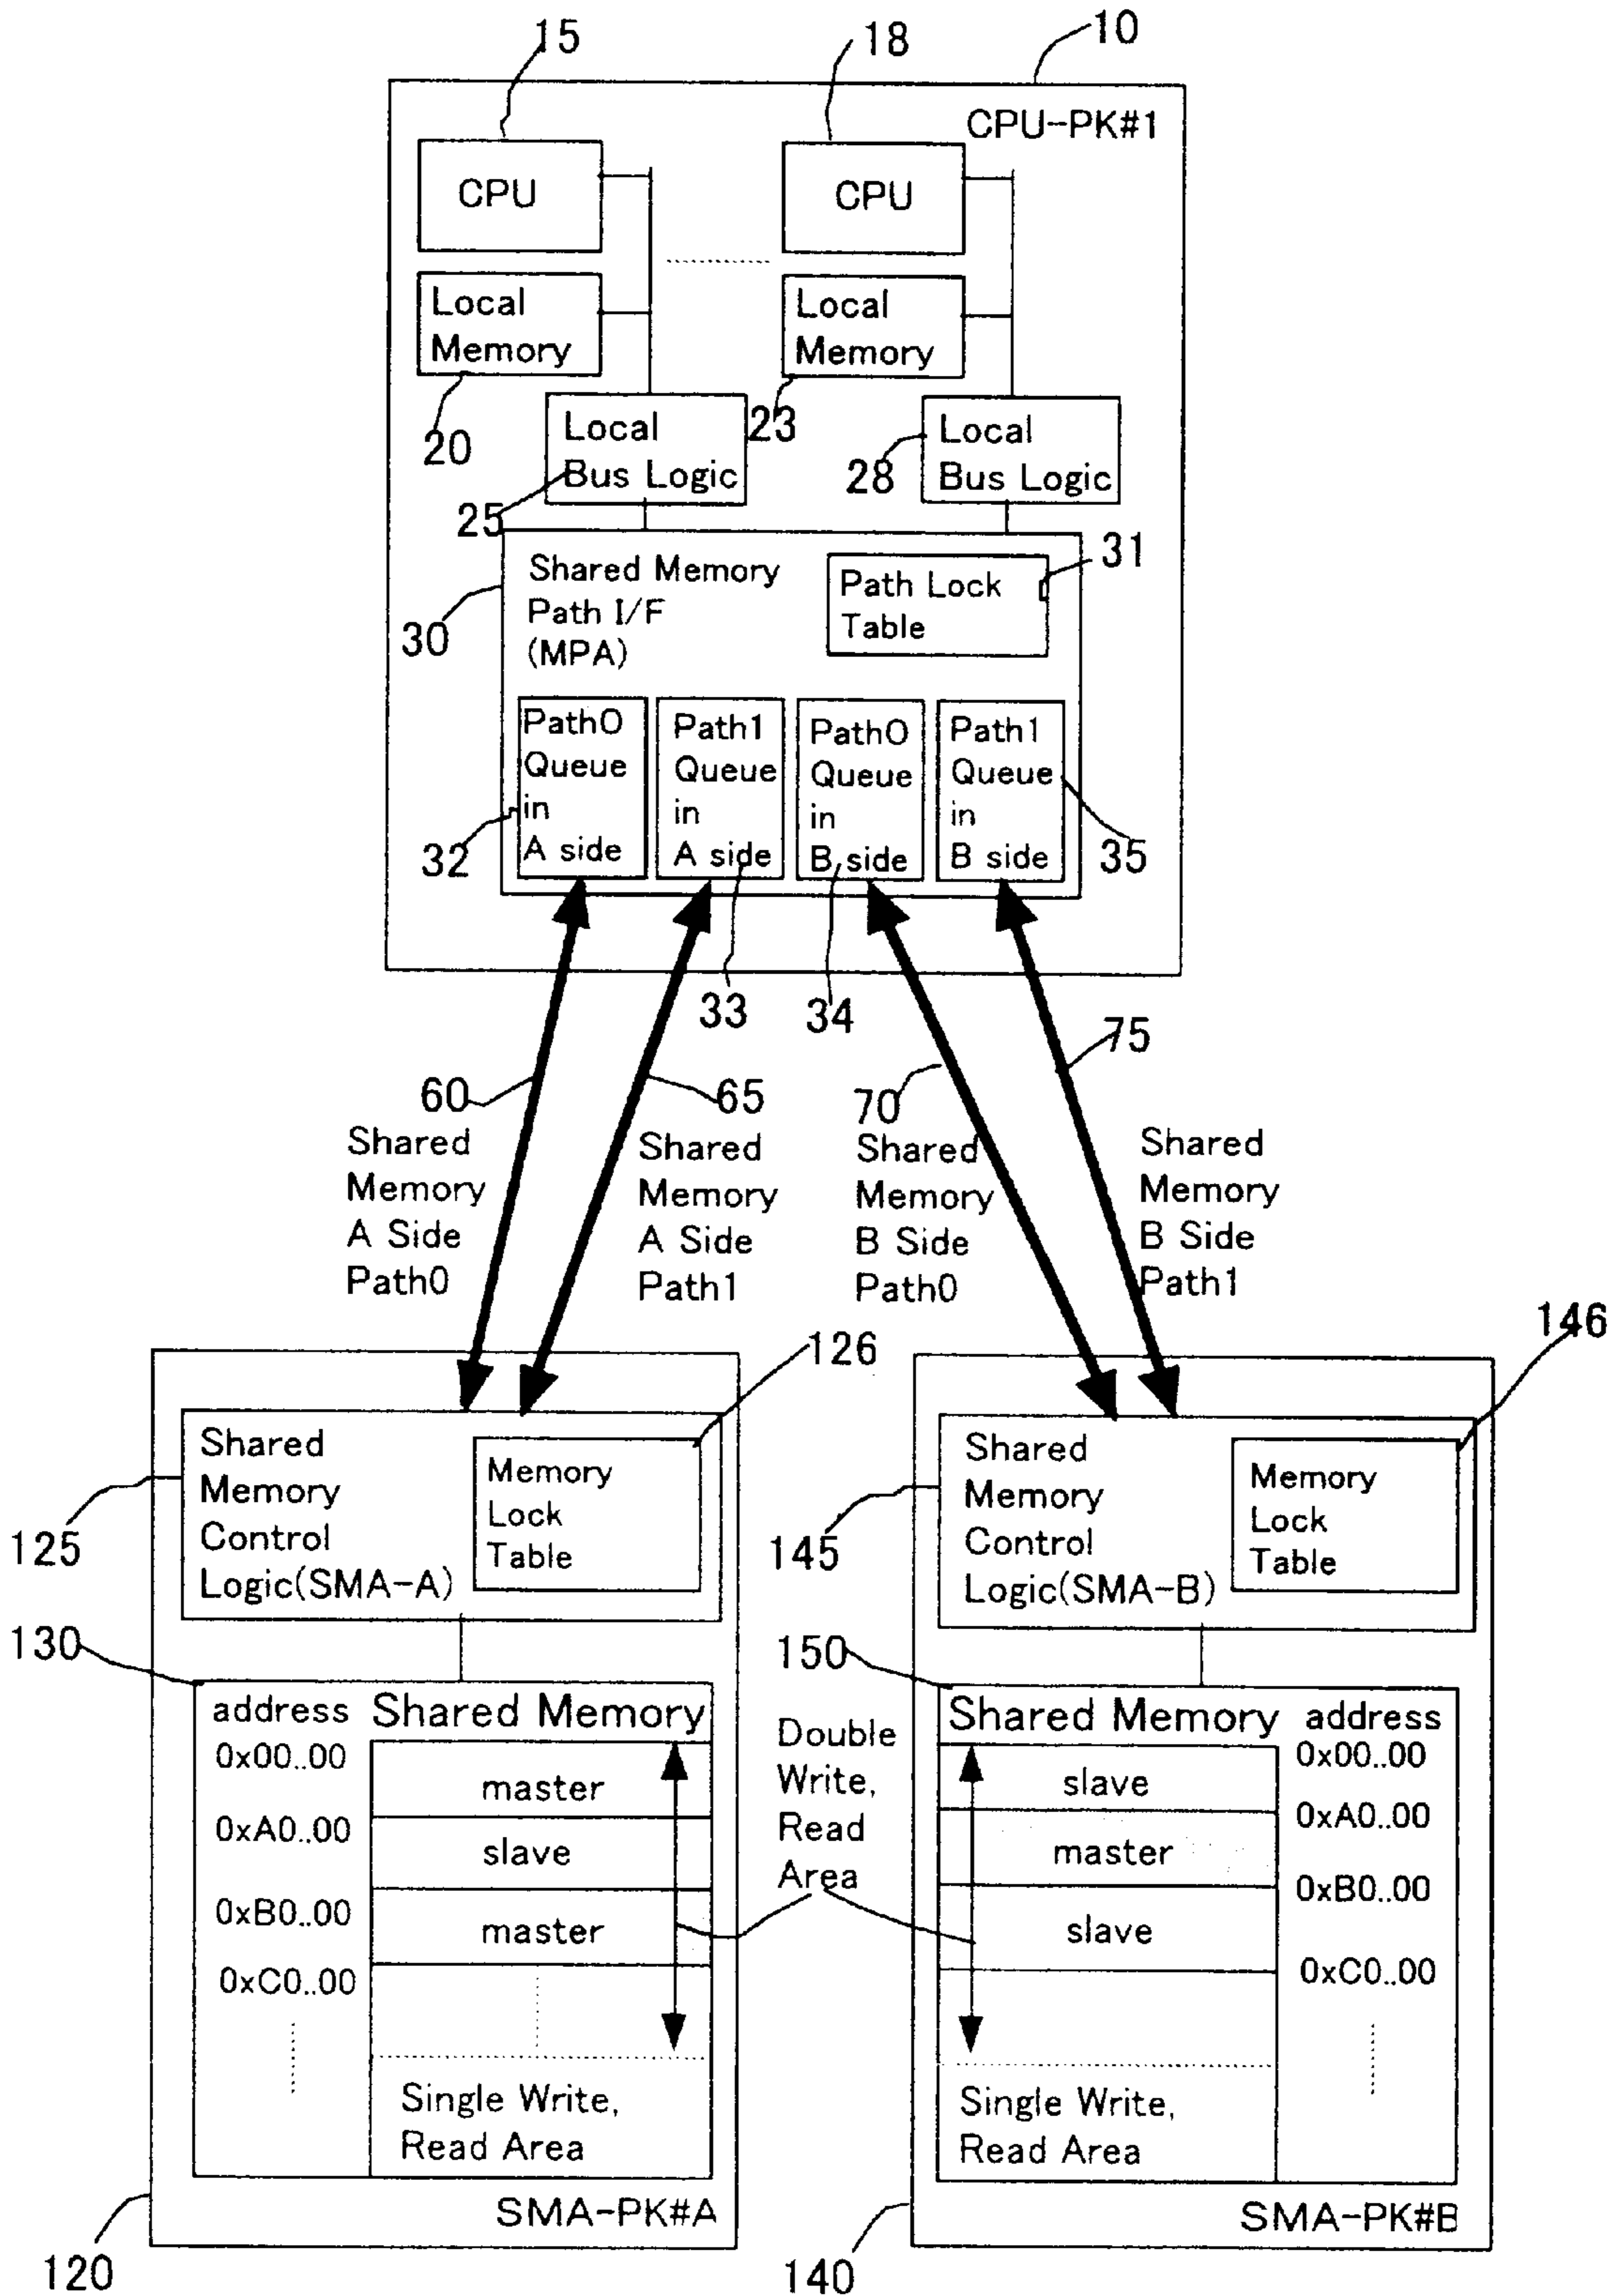 15
18
10
CPU-PK#1
CPU
CPU
Local
Memory
Local
Memory
20
23
Local
Bus Logic
25
28
Local
Bus Logic
30
Shared Memory
Path I/F
(MPA)
Path Lock
Table
31
Path0
Queue
in
A side
Path1
Queue
in
A side
Path0
Queue
in
B side
Path1
Queue
in
B side
32
33
34
35
60
65
70
75
Shared
Memory
A Side
Path0
Shared
Memory
A Side
Path1
Shared
Memory
B Side
Path0
Shared
Memory
B Side
Path1
126
146
125
Shared
Memory
Control
Logic(SMA-A)
Memory
Lock
Table
145
Shared
Memory
Control
Logic(SMA-B)
Memory
Lock
Table
130
address
Shared Memory
0x00..00
master
0xA0..00
slave
0xB0..00
master
0xC0..00
Single Write,
Read Area
SMA-PK#A
120
Double
Write,
Read
Area
150
Shared Memory
address
0x00..00
slave
0xA0..00
master
0xB0..00
slave
0xC0..00
Single Write,
Read Area
SMA-PK#B
140